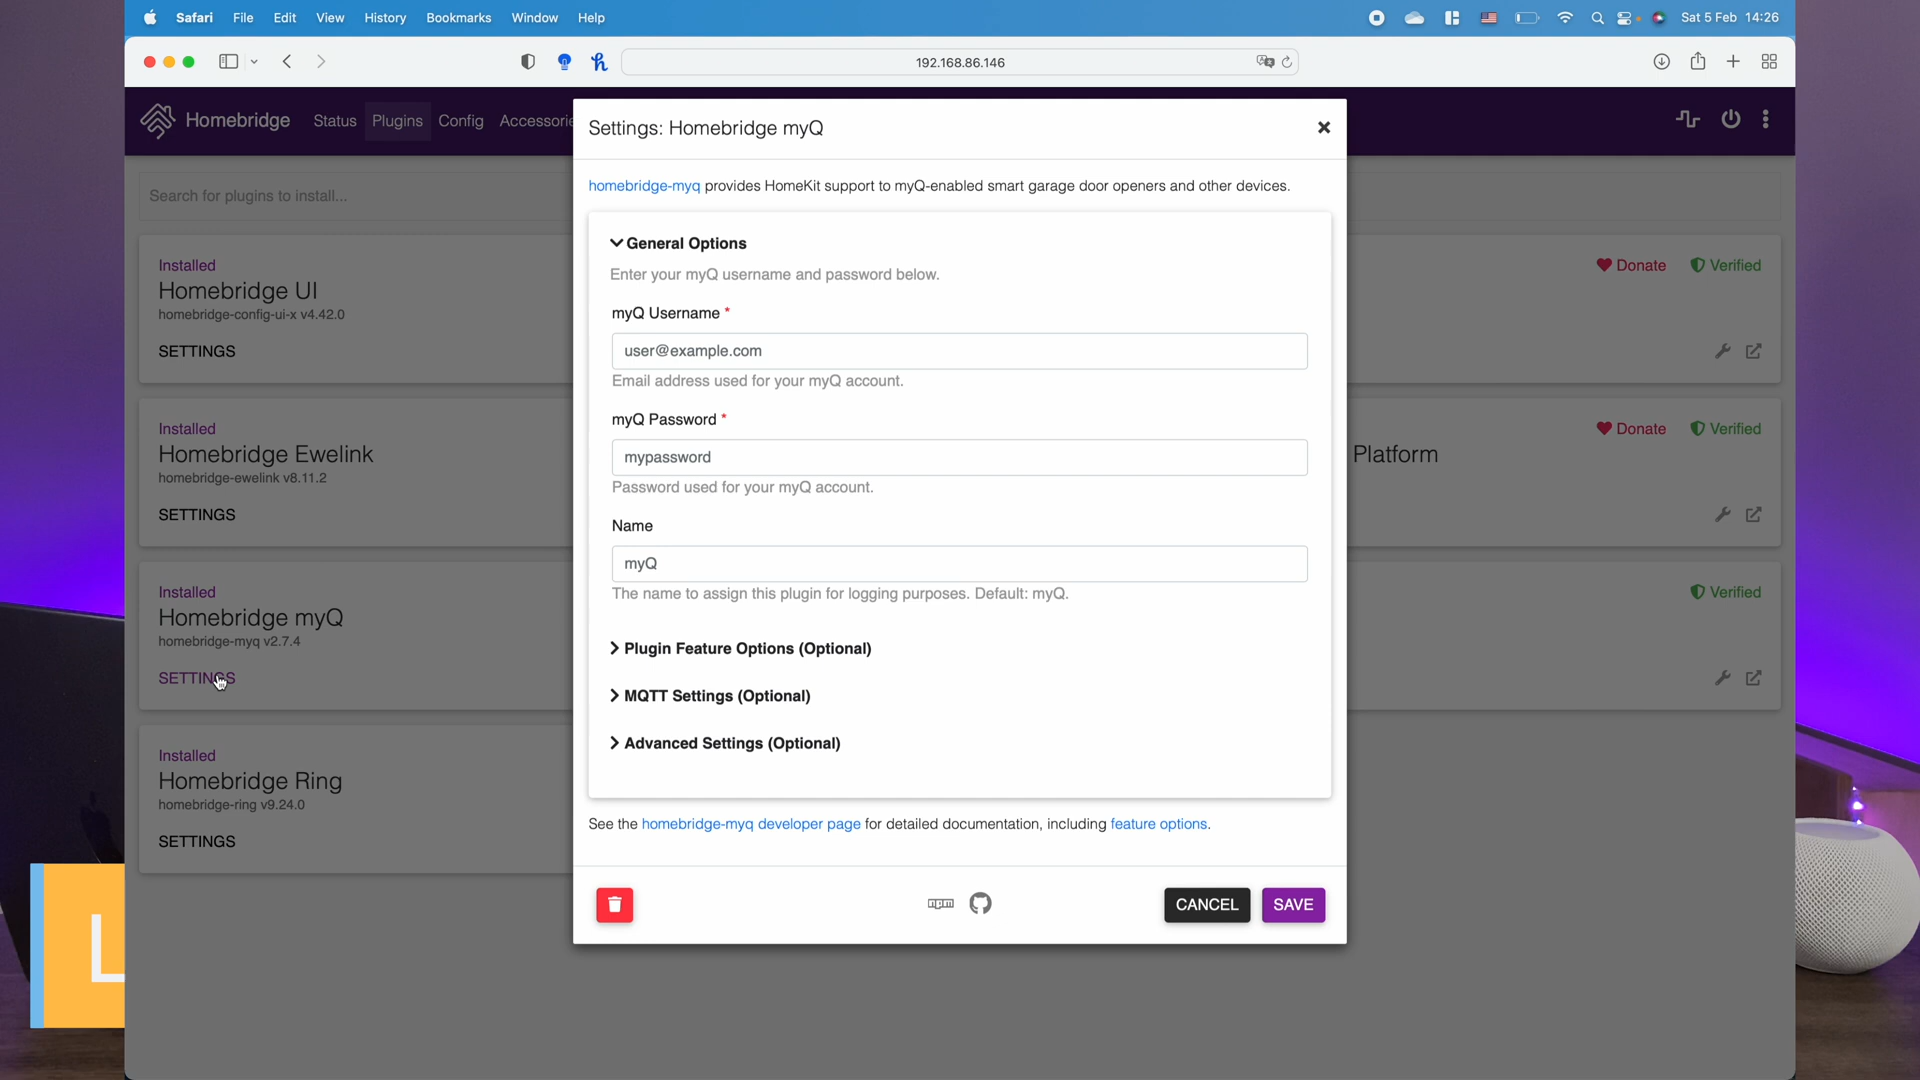 Safari File Edit View History Bookmarks Window Help
Sat 5 Feb 14:26
192.168.86.146
Homebridge Status Plugins Config
Search for plugins to install...
Installed
Homebridge UI
homebridge-config-ui-x v4.42.0
SETTINGS
Installed
Homebridge Ewelink
homebridge-ewelink v8.11.2
SETTINGS
Installed
Homebridge myQ
homebridge-myq v2.7.4
SETTINGS
Installed
Homebridge Ring
homebridge-ring v9.24.0
SETTINGS
L
Settings: Homebridge myQ
homebridge-myq provides HomeKit support to myQ-enabled smart garage door openers and other devices.
General Options
Enter your myQ username and password below.
myQ Username *
user@example.com
Email address used for your myQ account.
myQ Password *
mypassword
Password used for your myQ account.
Name
myQ
The name to assign this plugin for logging purposes. Default: myQ.
Plugin Feature Options (Optional)
MQTT Settings (Optional)
Advanced Settings (Optional)
See the homebridge-myq developer page for detailed documentation, including feature options.
npm
CANCEL SAVE
Donate Verified
Donate Verified
Platform
Verified